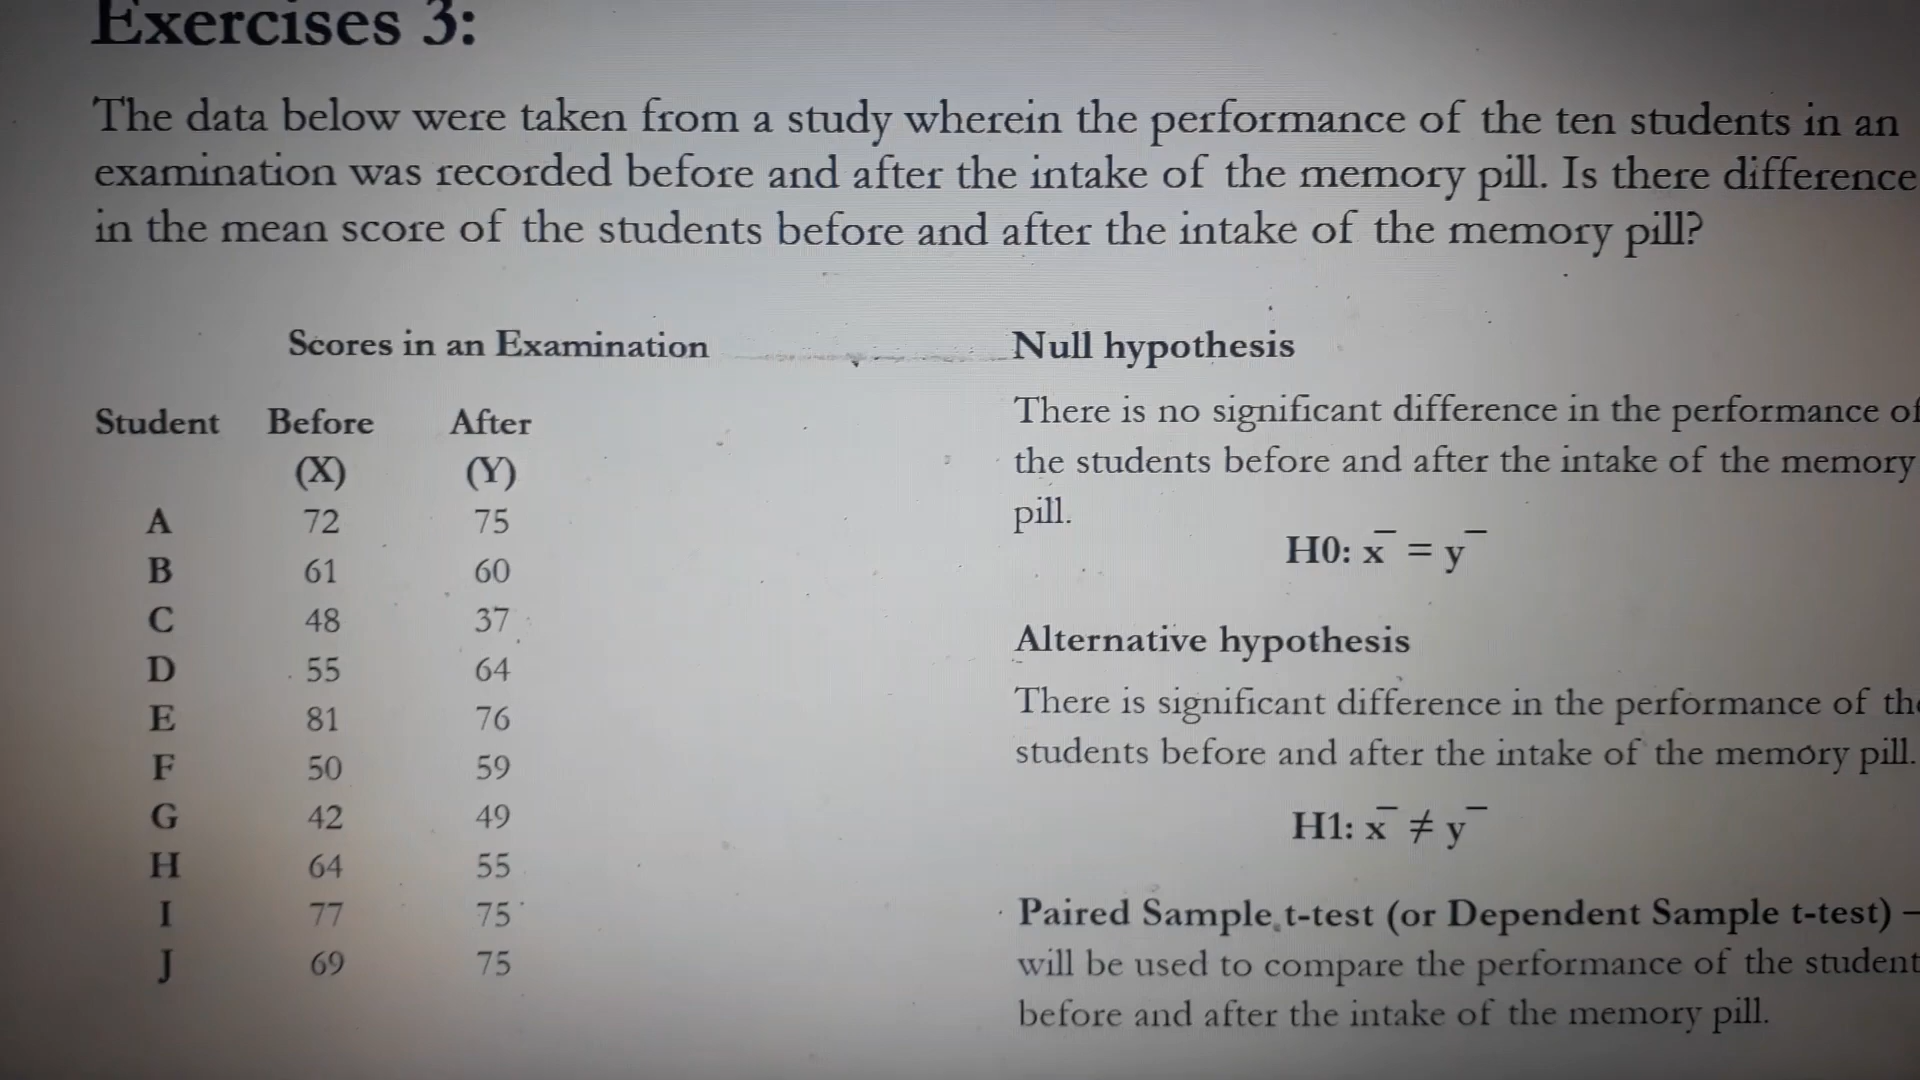 Exercises 3:
The data below were taken from a study wherein the performance of the ten students in an
examination was recorded before and after the intake of the memory pill. Is there difference
in the mean score of the students before and after the intake of the memory pill?
Scores in an Examination
Student Before After
(X) (Y)
A 72 75
B 61 60
C 48 37
D 55 64
E 81 76
F 50 59
G 42 49
H 64 55
I 77 75
J 69 75
Null hypothesis
There is no significant difference in the performance of
the students before and after the intake of the memory
pill.
H0: x¯ = y¯
Alternative hypothesis
There is significant difference in the performance of the
students before and after the intake of the memory pill.
H1: x¯ ≠ y¯
Paired Sample t-test (or Dependent Sample t-test) –
will be used to compare the performance of the student
before and after the intake of the memory pill.